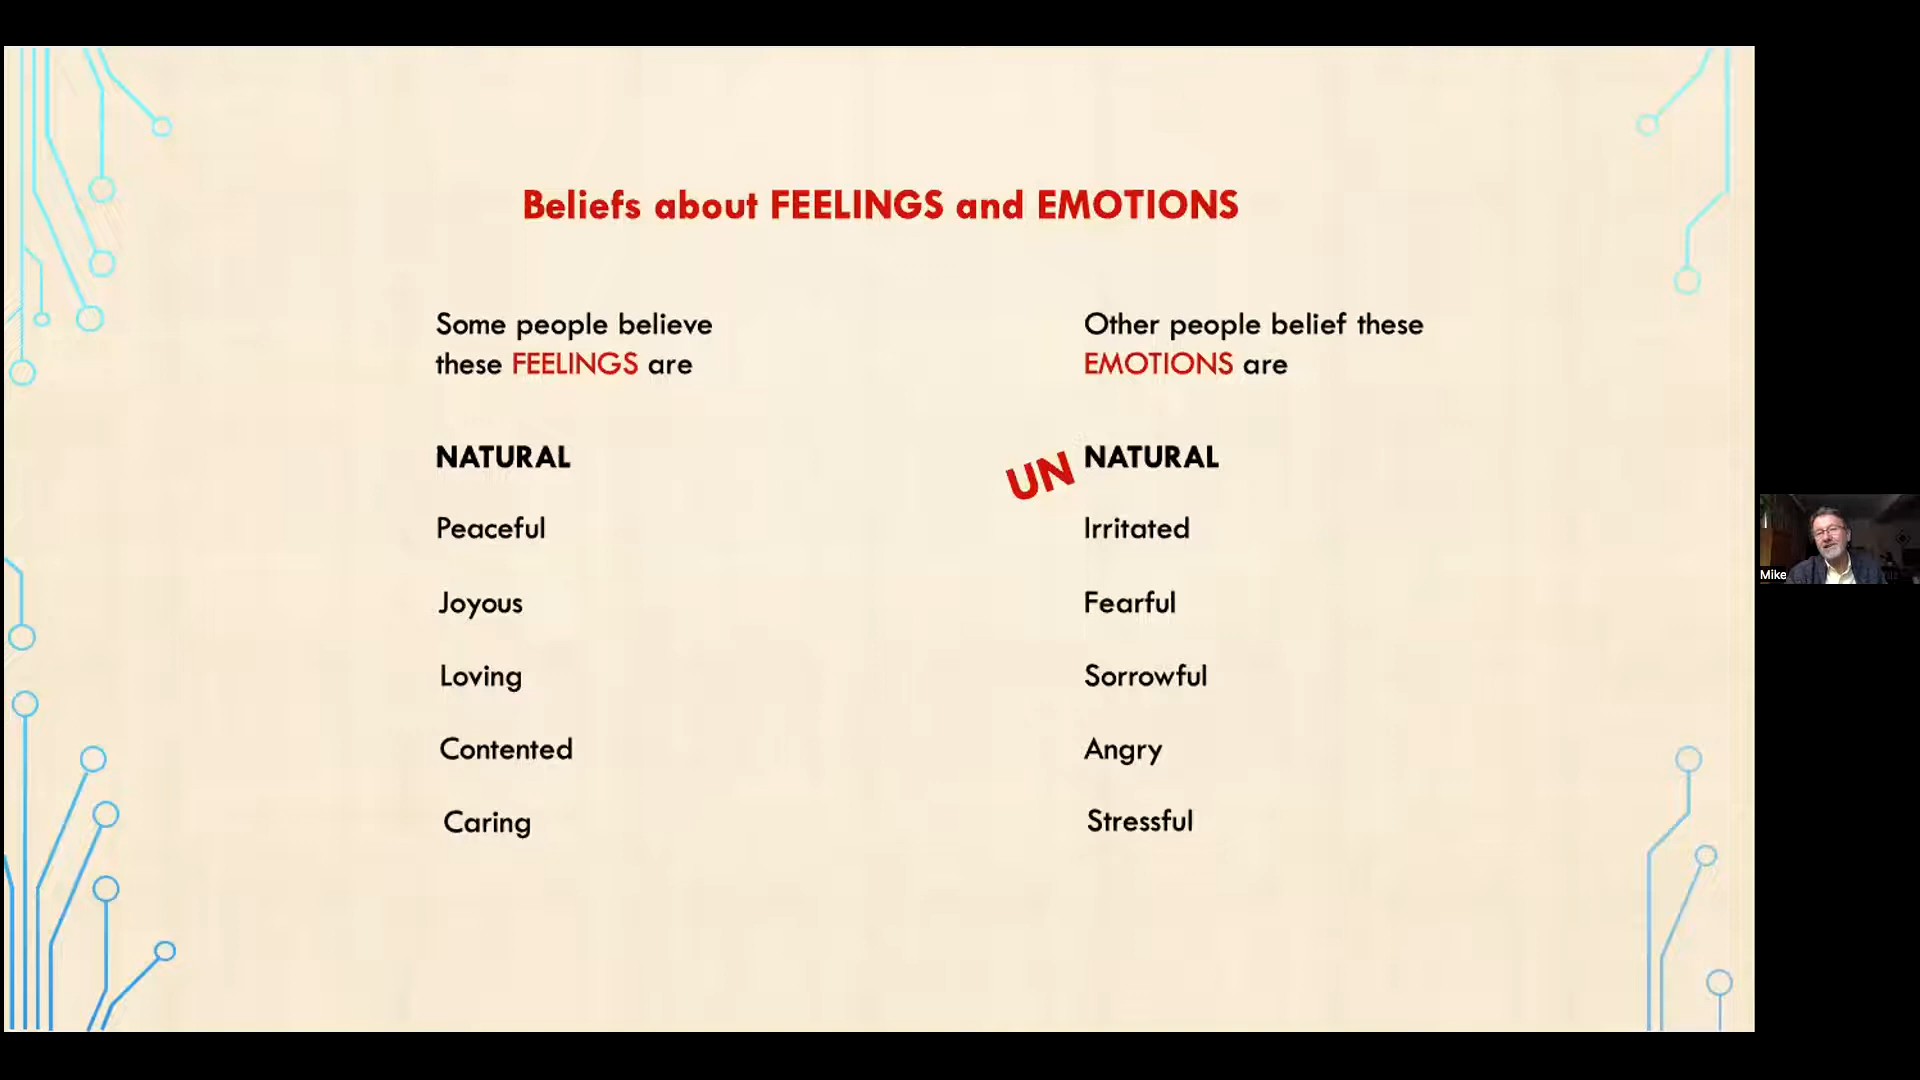 Beliefs about FEELINGS and EMOTIONS
Some people believe
these FEELINGS are
NATURAL
Peaceful
Joyous
Loving
Contented
Caring
Other people belief these
EMOTIONS are
UN NATURAL
Irritated
Fearful
Sorrowful
Angry
Stressful
Mike